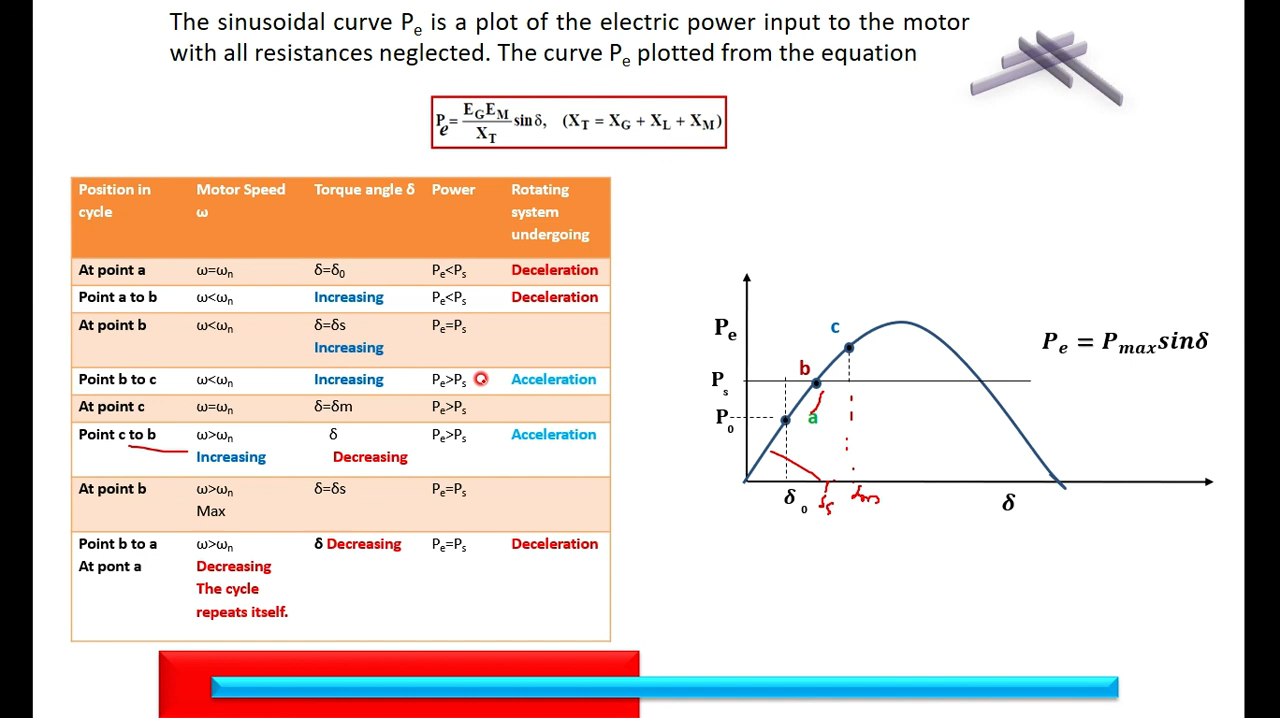 The sinusoidal curve Pe is a plot of the electric power input to the motor
with all resistances neglected. The curve Pe plotted from the equation
Pe = EGEM/XT sinδ, (XT = XG + XL + XM)
Position in cycle | Motor Speed ω | Torque angle δ | Power | Rotating system undergoing
At point a | ω=ωn | δ=δ0 | Pe<Ps | Deceleration
Point a to b | ω<ωn | Increasing | Pe<Ps | Deceleration
At point b | ω<ωn | δ=δs Increasing | Pe=Ps
Point b to c | ω<ωn | Increasing | Pe>Ps | Acceleration
At point c | ω=ωn | δ=δm | Pe>Ps
Point c to b | ω>ωn Increasing | δ Decreasing | Pe>Ps | Acceleration
At point b | ω>ωn Max | δ=δs | Pe=Ps
Point b to a At pont a | ω>ωn Decreasing The cycle repeats itself. | δ Decreasing | Pe=Ps | Deceleration
c
Pe
Pe = Pmaxsinδ
b
Ps
P0
a
δ0
δs
δm
δ